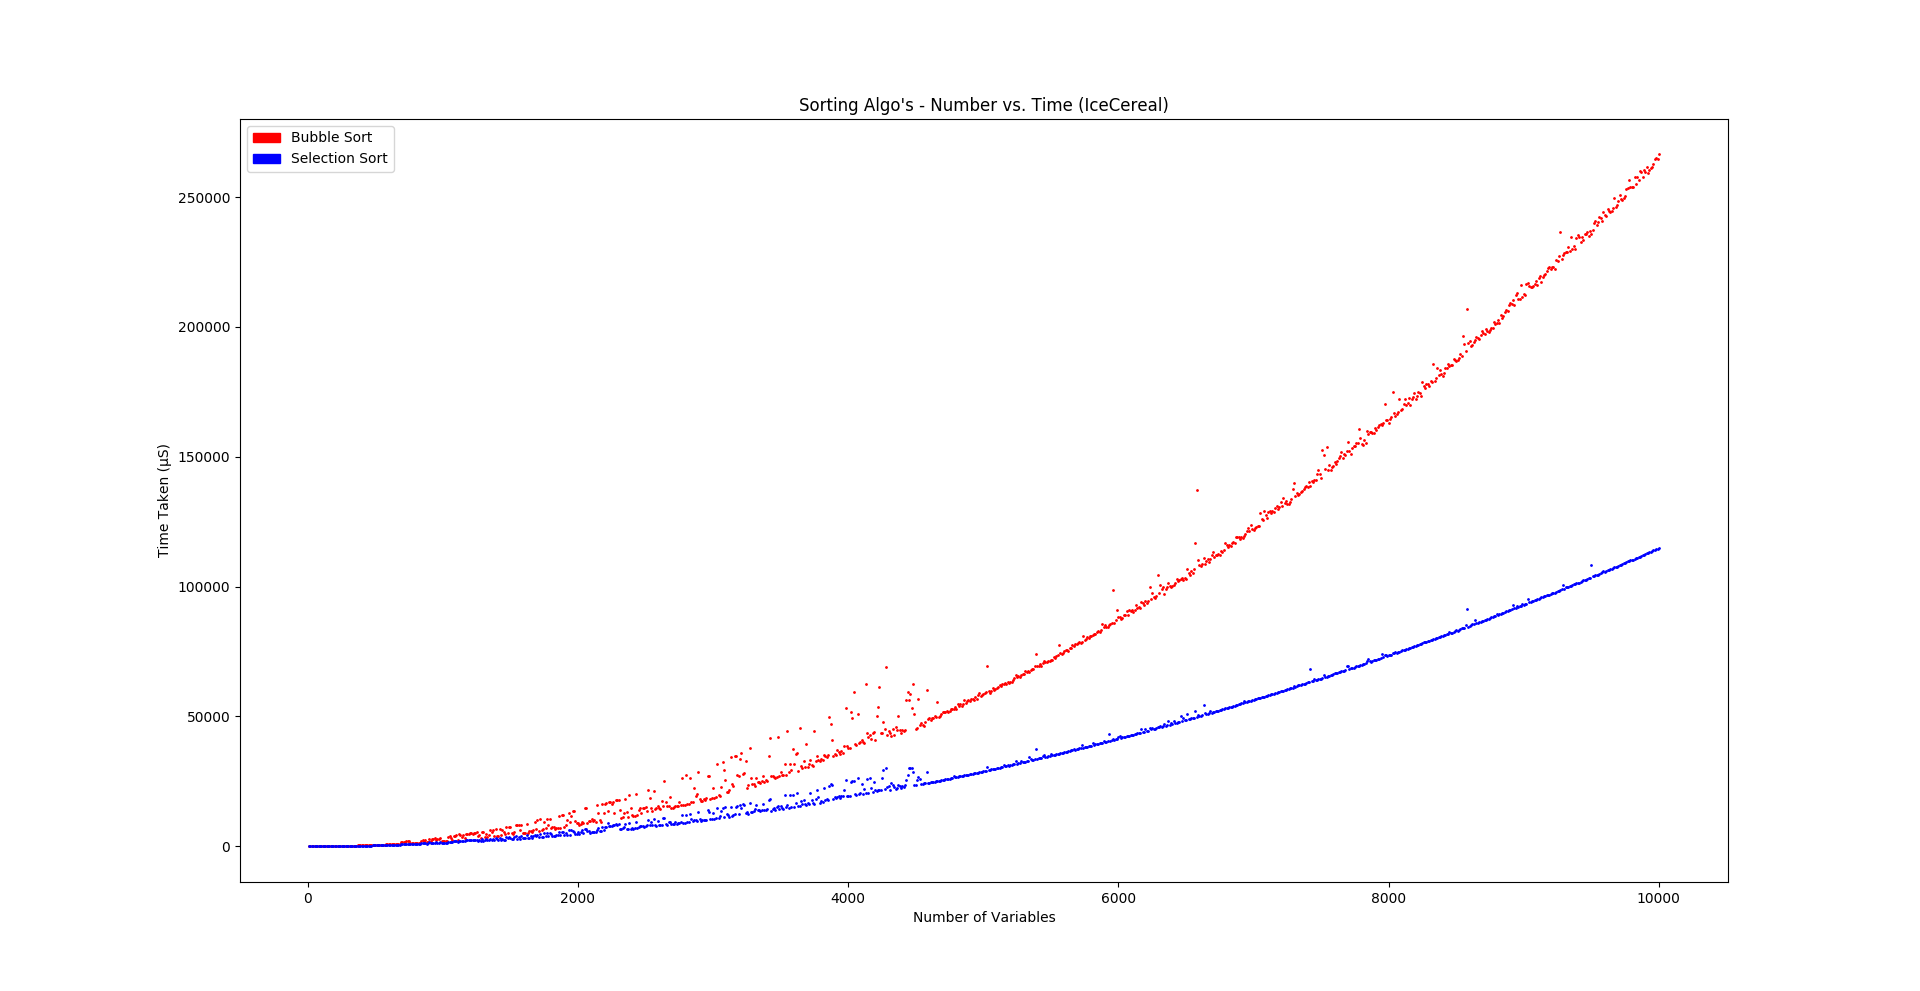 Sorting Algo's - Number vs. Time (IceCereal)
Bubble Sort
Selection Sort
250000
200000
150000
100000
50000
0
Time Taken (µS)
0 2000 4000 6000 8000 10000
Number of Variables